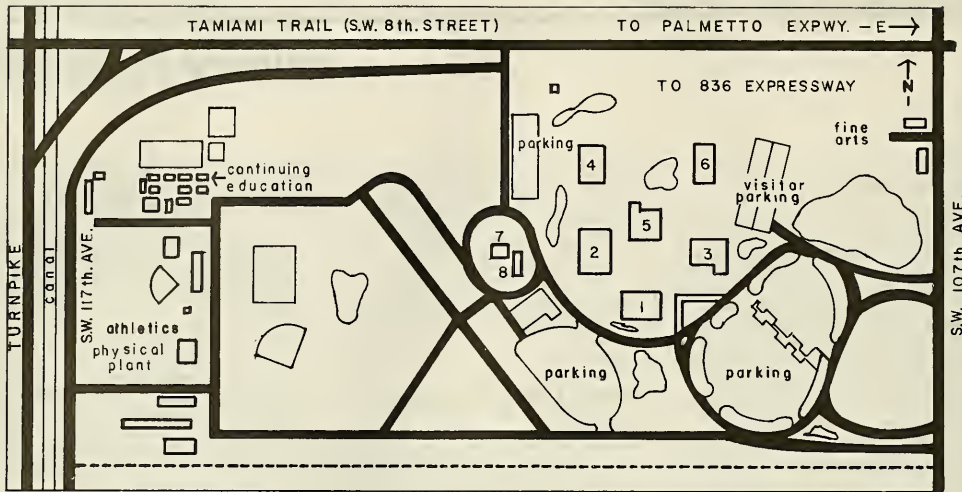 TAMIAMI TRAIL (S.W. 8th. STREET)
TO PALMETTO EXPWY. – E
TO 836 EXPRESSWAY
N
fine
arts
parking
4
6
visitor
parking
continuing
education
5
2
3
7
8
1
TURNPIKE
canal
S.W. 117th. AVE.
S.W. 107th AVE.
athletics
physical
plant
parking
parking